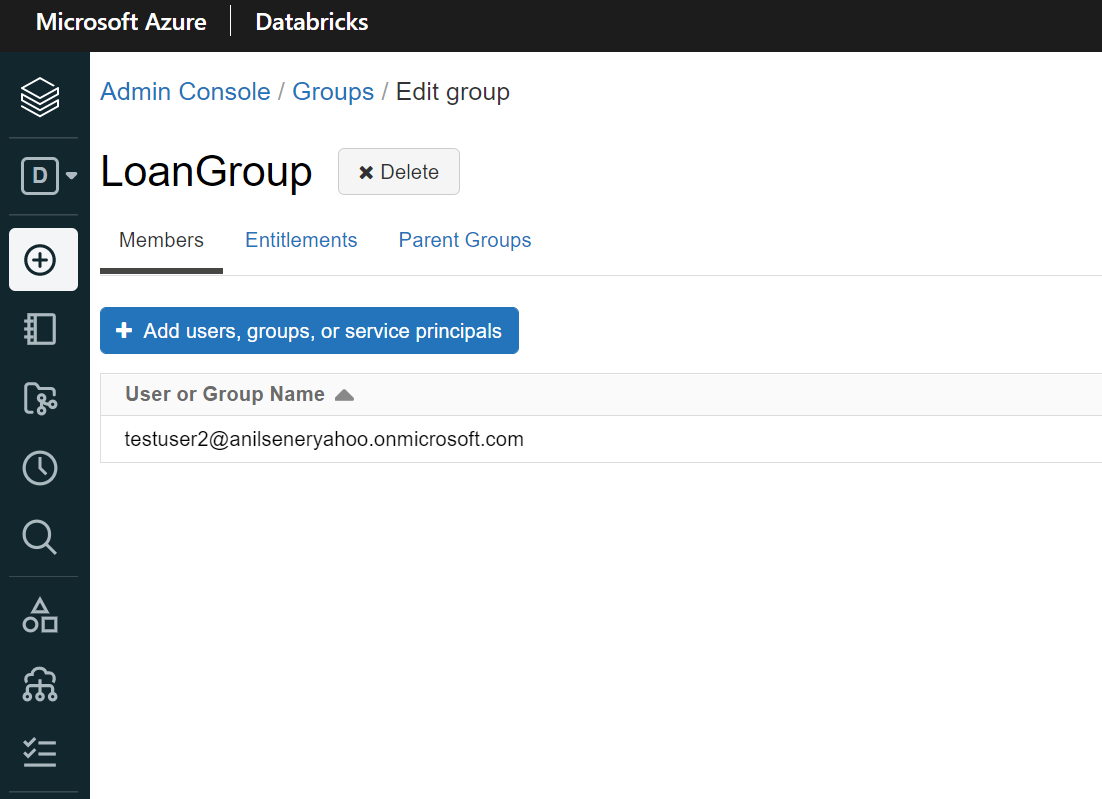 Microsoft Azure Databricks
Admin Console / Groups / Edit group
D
LoanGroup Delete
Members Entitlements Parent Groups
Add users, groups, or service principals
User or Group Name
testuser2@anilseneryahoo.onmicrosoft.com